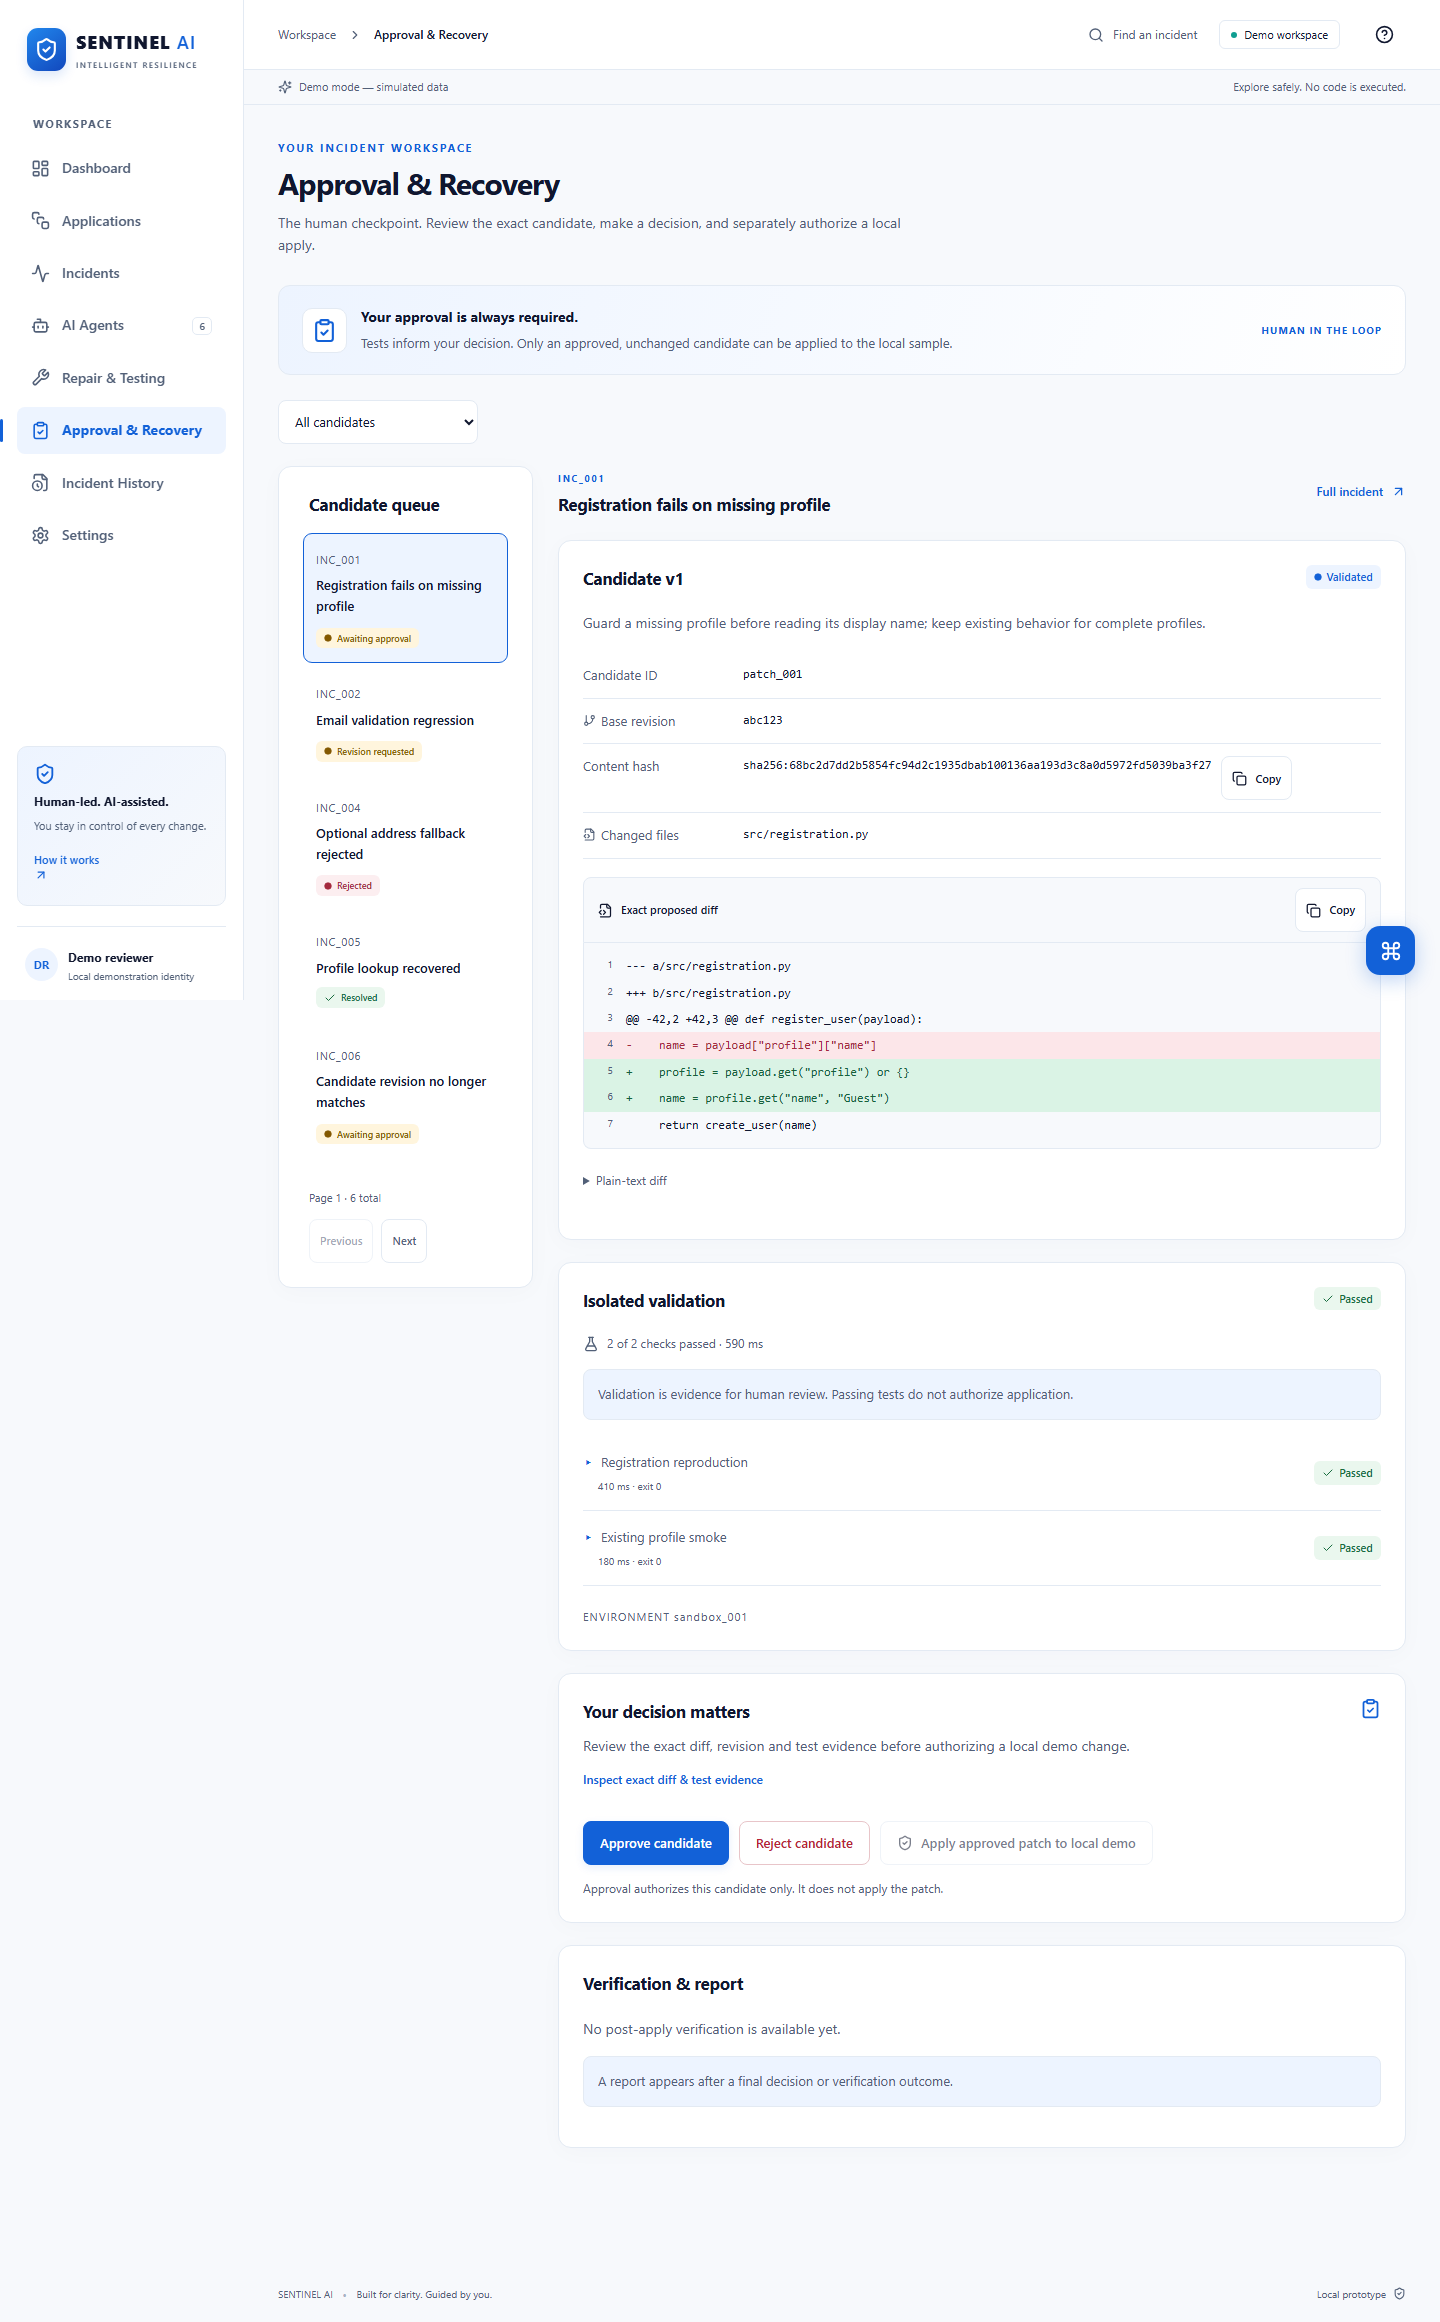 SENTINEL AI
INTELLIGENT RESILIENCE
WORKSPACE
Dashboard
Applications
Incidents
AI Agents 6
Repair & Testing
Approval & Recovery
Incident History
Settings
Human-led. AI-assisted.
You stay in control of every change.
How it works
DR
Demo reviewer
Local demonstration identity
Workspace Approval & Recovery
Find an incident
Demo workspace
Demo mode — simulated data
Explore safely. No code is executed.
YOUR INCIDENT WORKSPACE
Approval & Recovery
The human checkpoint. Review the exact candidate, make a decision, and separately authorize a local
apply.
Your approval is always required.
Tests inform your decision. Only an approved, unchanged candidate can be applied to the local sample.
HUMAN IN THE LOOP
All candidates
Candidate queue
INC_001
Registration fails on missing
profile
Awaiting approval
INC_002
Email validation regression
Revision requested
INC_004
Optional address fallback
rejected
Rejected
INC_005
Profile lookup recovered
Resolved
INC_006
Candidate revision no longer
matches
Awaiting approval
Page 1 · 6 total
Previous Next
INC_001
Registration fails on missing profile
Full incident
Candidate v1
Validated
Guard a missing profile before reading its display name; keep existing behavior for complete profiles.
Candidate ID patch_001
Base revision abc123
Content hash sha256:68bc2d7dd2b5854fc94d2c1935dbab100136aa193d3c8a0d5972fd5039ba3f27 Copy
Changed files src/registration.py
Exact proposed diff Copy
1 --- a/src/registration.py
2 +++ b/src/registration.py
3 @@ -42,2 +42,3 @@ def register_user(payload):
4 - name = payload["profile"]["name"]
5 + profile = payload.get("profile") or {}
6 + name = profile.get("name", "Guest")
7 return create_user(name)
Plain-text diff
Isolated validation
Passed
2 of 2 checks passed · 590 ms
Validation is evidence for human review. Passing tests do not authorize application.
Registration reproduction
410 ms · exit 0
Passed
Existing profile smoke
180 ms · exit 0
Passed
ENVIRONMENT sandbox_001
Your decision matters
Review the exact diff, revision and test evidence before authorizing a local demo change.
Inspect exact diff & test evidence
Approve candidate Reject candidate Apply approved patch to local demo
Approval authorizes this candidate only. It does not apply the patch.
Verification & report
No post-apply verification is available yet.
A report appears after a final decision or verification outcome.
SENTINEL AI • Built for clarity. Guided by you.
Local prototype